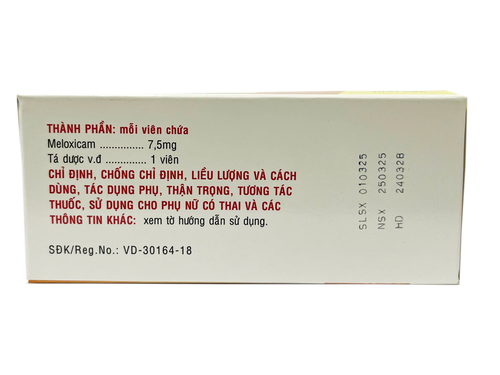 THÀNH PHẦN: mỗi viên chứa
Meloxicam .............. 7,5mg
Tá dược v.đ .............. 1 viên
CHỈ ĐỊNH, CHỐNG CHỈ ĐỊNH, LIỀU LƯỢNG VÀ CÁCH
DÙNG, TÁC DỤNG PHỤ, THẬN TRỌNG, TƯƠNG TÁC
THUỐC, SỬ DỤNG CHO PHỤ NỮ CÓ THAI VÀ CÁC
THÔNG TIN KHÁC: xem tờ hướng dẫn sử dụng.
SĐK/Reg.No.: VD-30164-18
SLSX 010325
NSX 250325
HD 240328